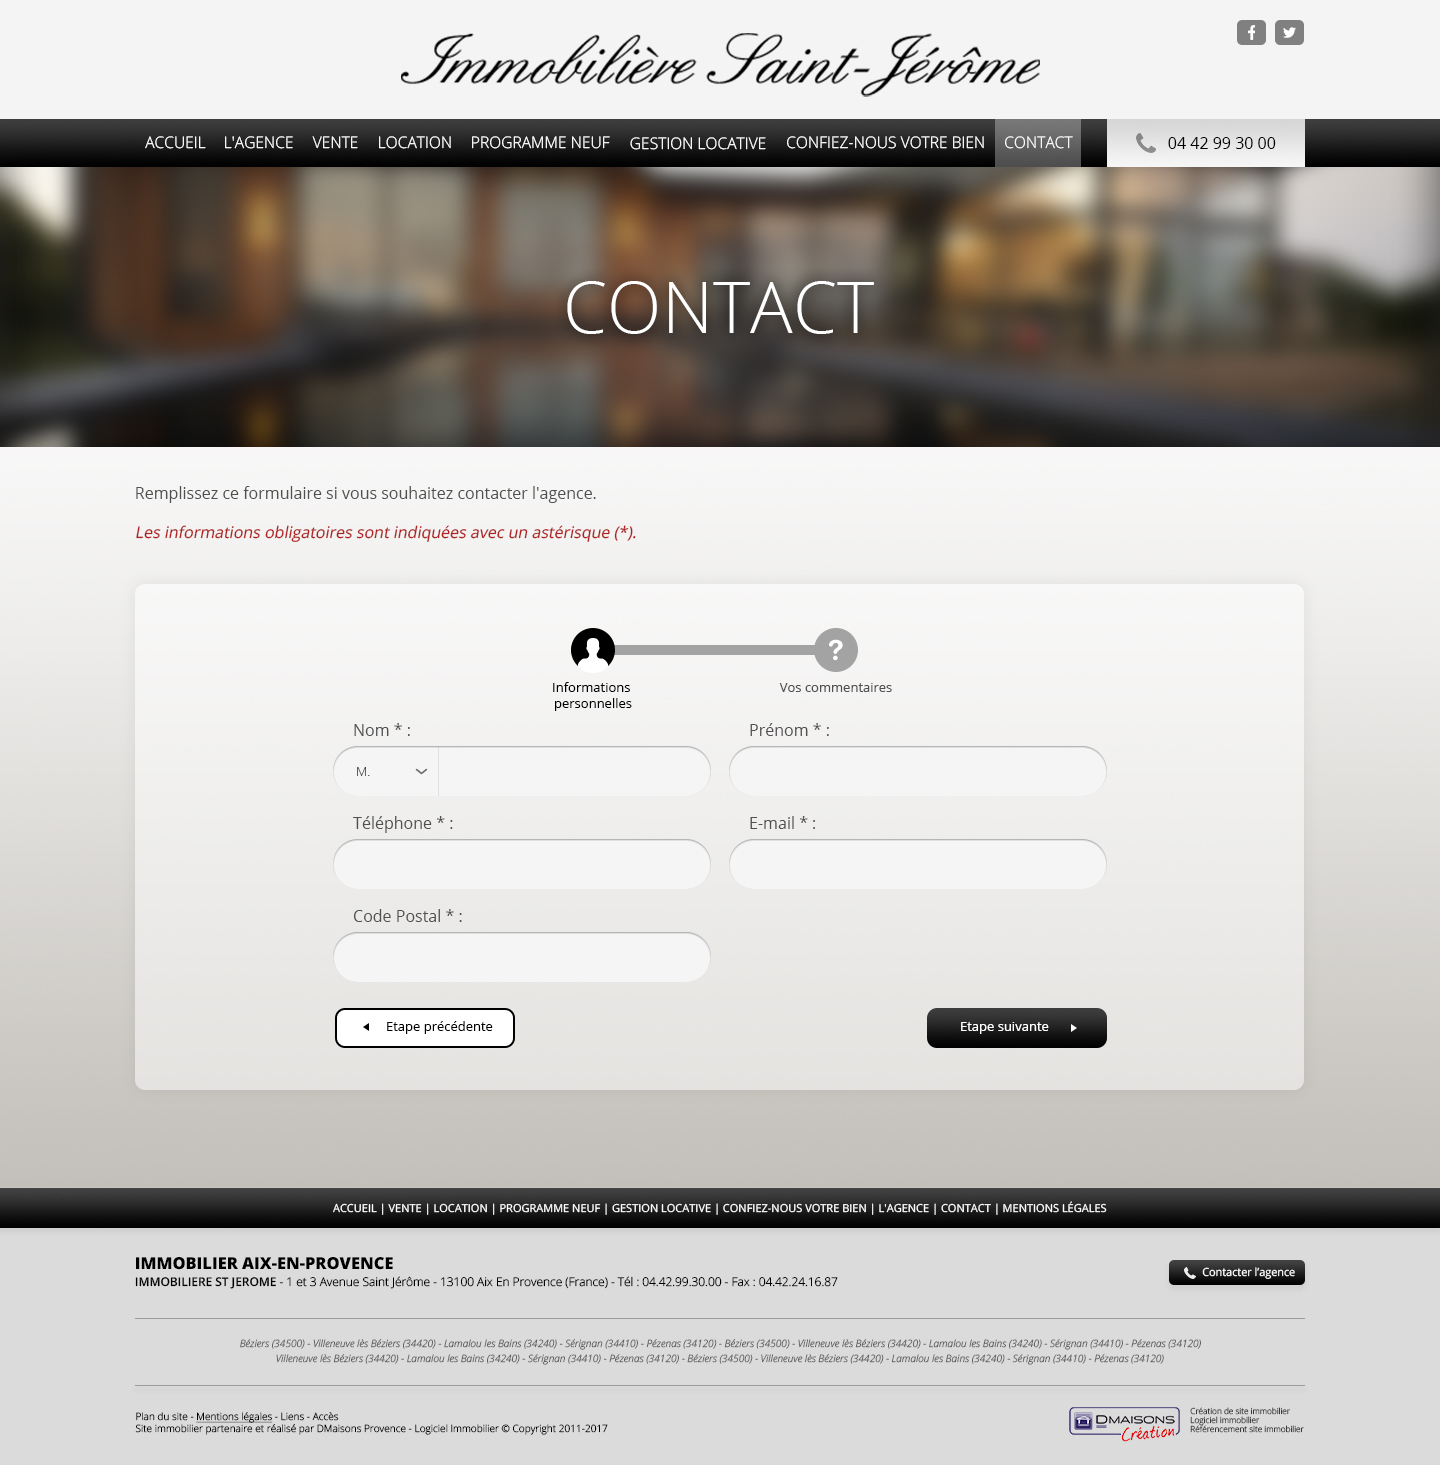 Immobilière Saint-Jérôme
ACCUEIL L'AGENCE VENTE LOCATION PROGRAMME NEUF GESTION LOCATIVE CONFIEZ-NOUS VOTRE BIEN CONTACT 04 42 99 30 00
CONTACT
Remplissez ce formulaire si vous souhaitez contacter l'agence.
Les informations obligatoires sont indiquées avec un astérisque (*).
?
Informations
personnelles
Vos commentaires
Nom * :
Prénom * :
M.
Téléphone * :
E-mail * :
Code Postal * :
Etape précédente
Etape suivante
ACCUEIL | VENTE | LOCATION | PROGRAMME NEUF | GESTION LOCATIVE | CONFIEZ-NOUS VOTRE BIEN | L'AGENCE | CONTACT | MENTIONS LÉGALES
IMMOBILIER AIX-EN-PROVENCE
IMMOBILIERE ST JEROME - 1 et 3 Avenue Saint Jérôme - 13100 Aix En Provence (France) - Tél : 04.42.99.30.00 - Fax : 04.42.24.16.87
Contacter l'agence
Béziers (34500) - Villeneuve lès Béziers (34420) - Lamalou les Bains (34240) - Sérignan (34410) - Pézenas (34120) - Béziers (34500) - Villeneuve lès Béziers (34420) - Lamalou les Bains (34240) - Sérignan (34410) - Pézenas (34120)
Villeneuve lès Béziers (34420) - Lamalou les Bains (34240) - Sérignan (34410) - Pézenas (34120) - Béziers (34500) - Villeneuve lès Béziers (34420) - Lamalou les Bains (34240) - Sérignan (34410) - Pézenas (34120)
Plan du site - Mentions légales - Liens - Accès
Site immobilier partenaire et réalisé par DMaisons Provence - Logiciel Immobilier © Copyright 2011-2017
DMAISONS
Création
Création de site immobilier
Logiciel immobilier
Référencement site immobilier